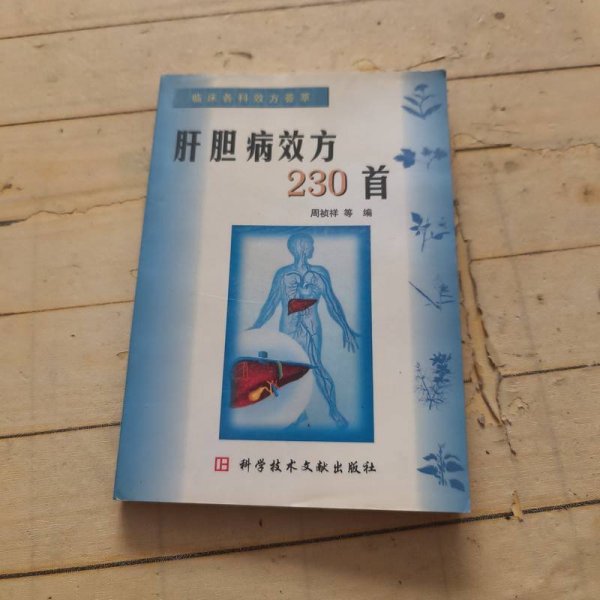 临床各科效方荟萃
肝胆病效方
230首
周祯祥 等 编
科学技术文献出版社